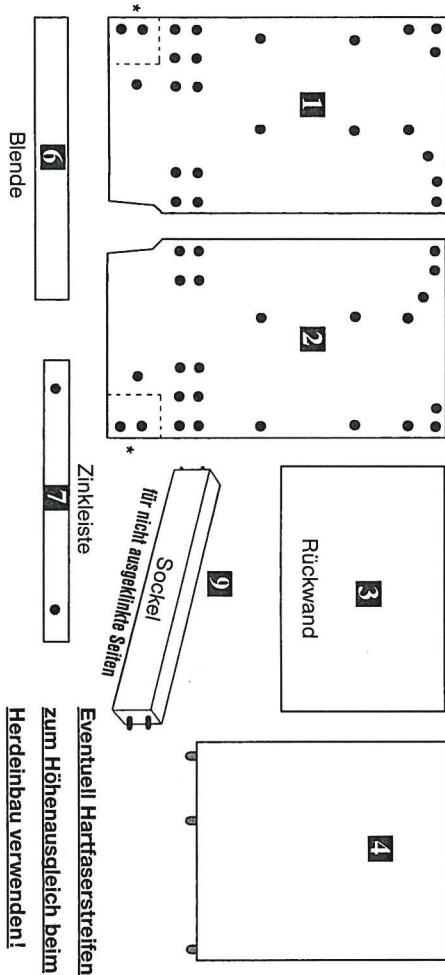 1
2
3
4
Rückwand
9
*
*
Sockel
für nicht ausgeklinkte Seiten
6
Blende
Zinkleiste
7
Eventuell Hartfaserstreifen
zum Höhenausgleich beim
Herdeinbau verwenden!